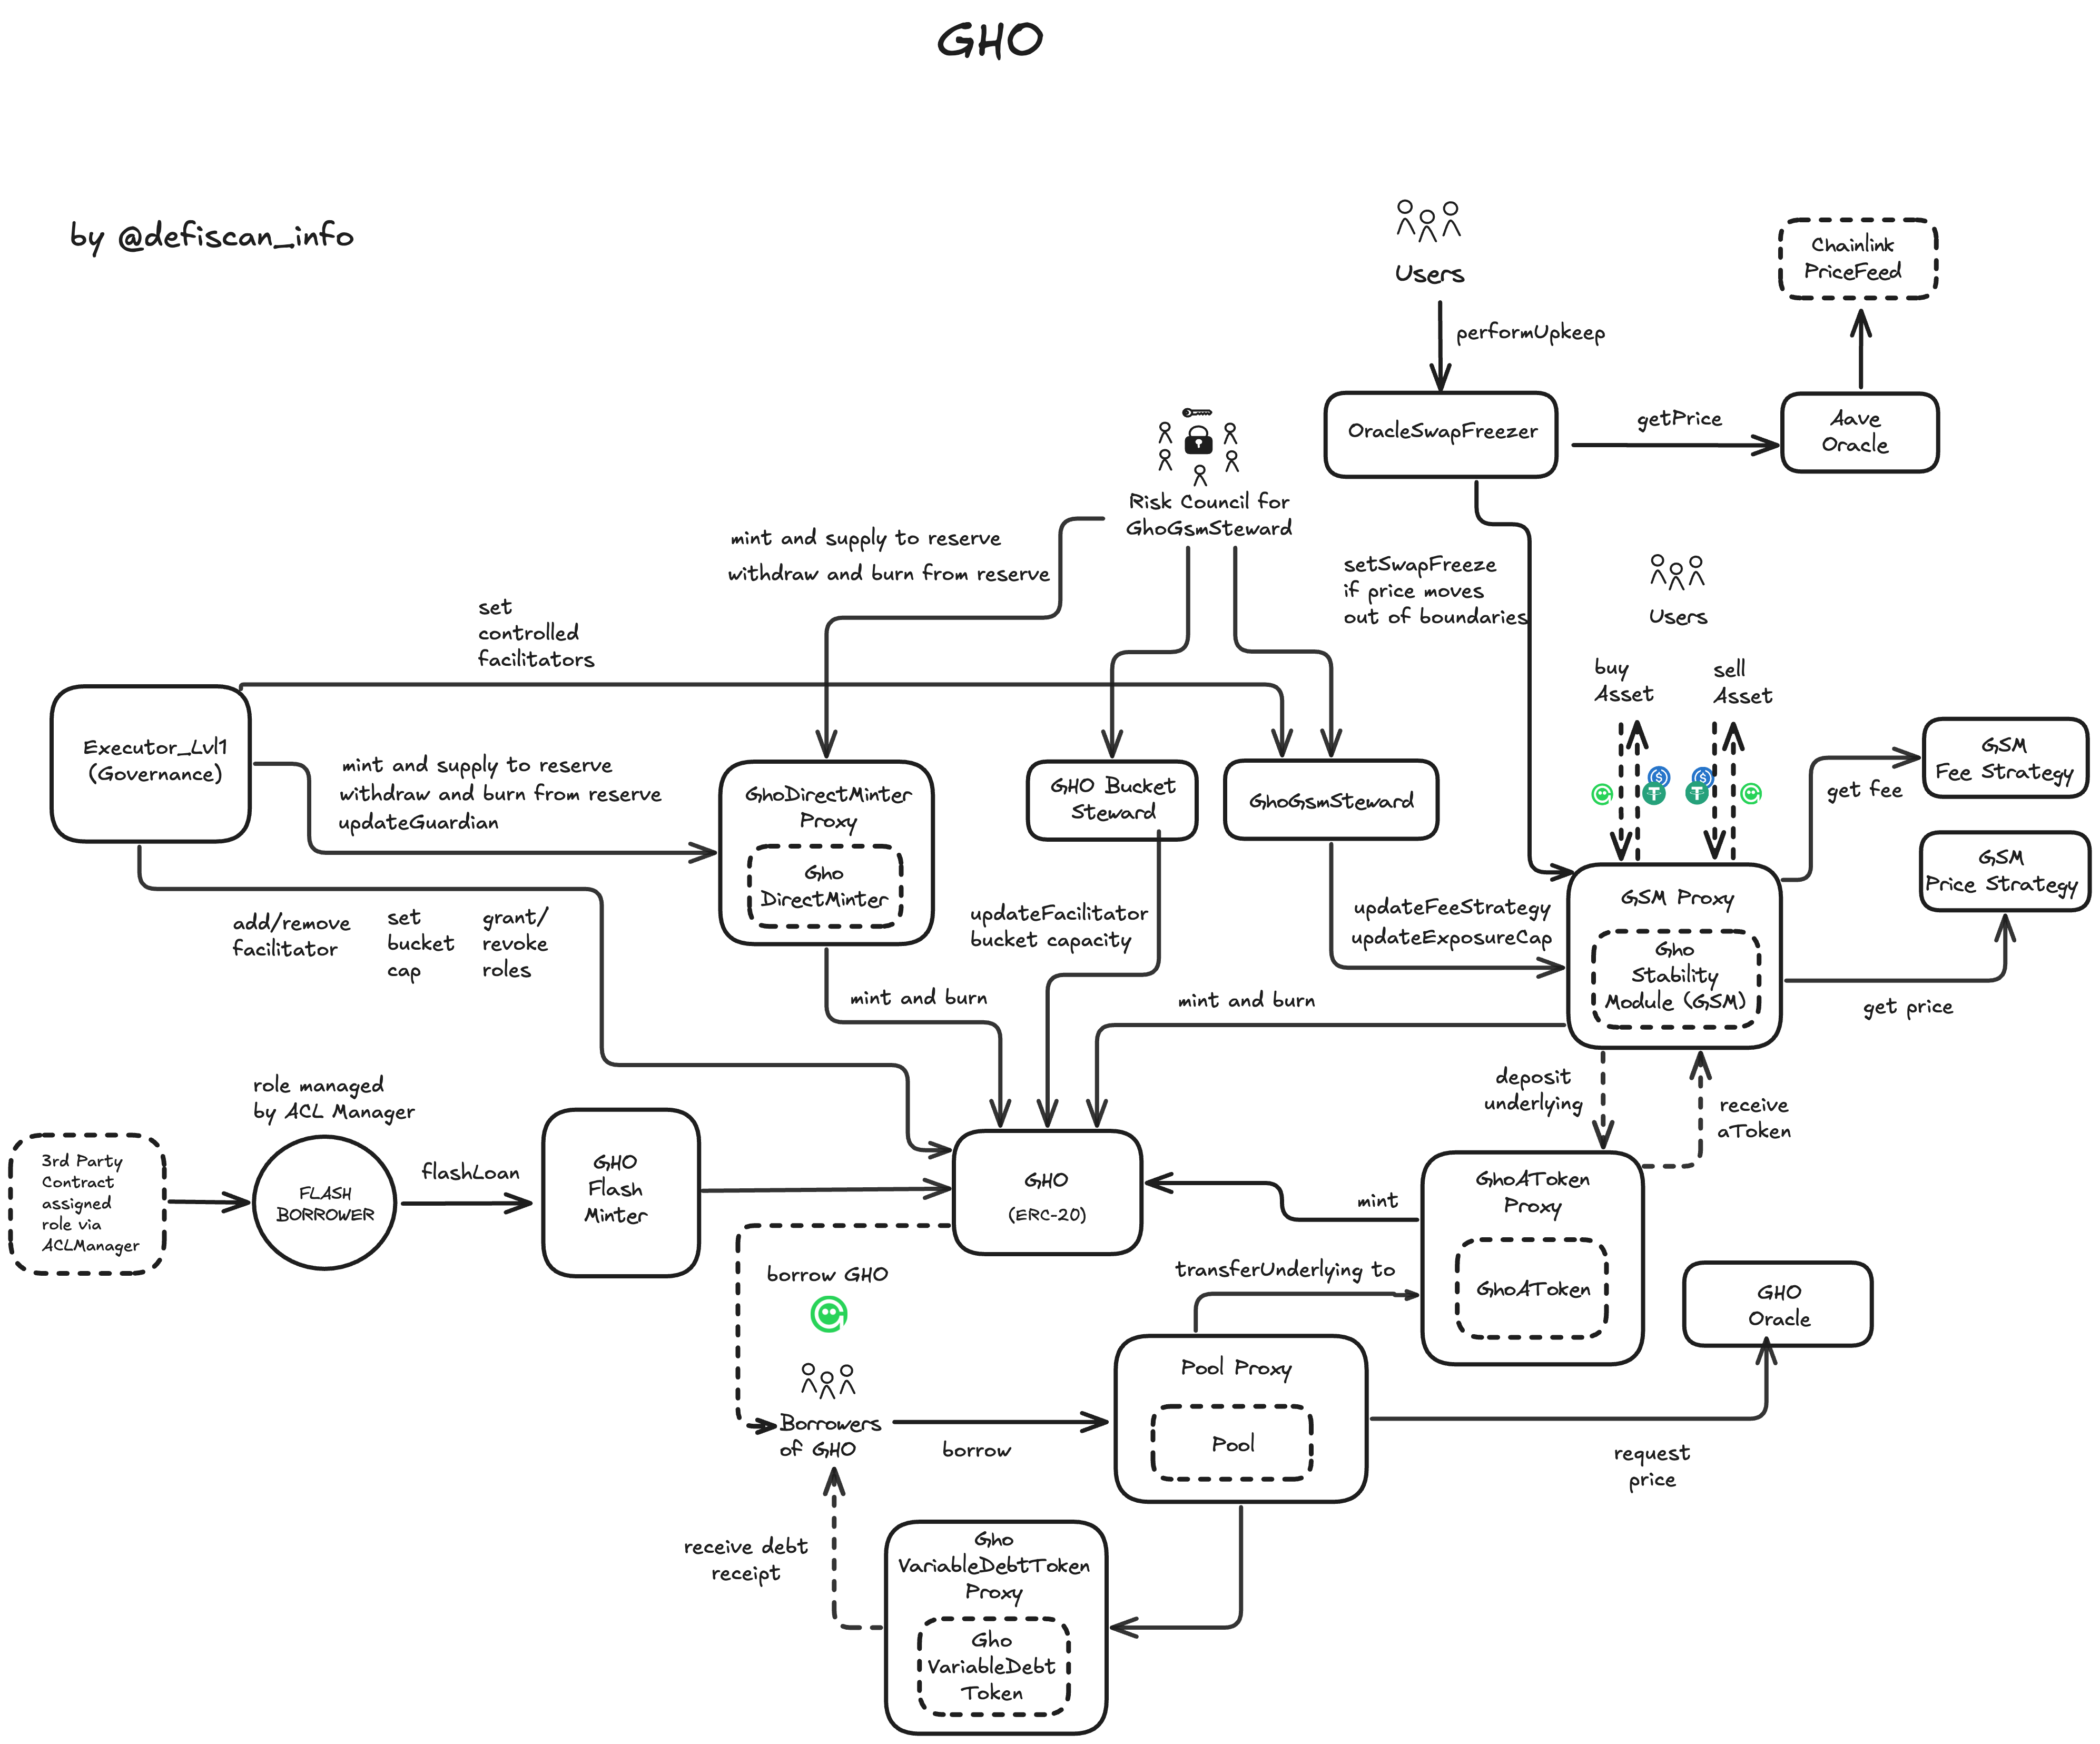 GHO
by @defiscan_info
Users
performUpkeep
Chainlink
PriceFeed
OracleSwapFreezer
getPrice
Aave
Oracle
Risk Council for
GhoGsmSteward
mint and supply to reserve
withdraw and burn from reserve
setSwapFreeze
if price moves
out of boundaries
Users
buy
Asset
sell
Asset
set
controlled
facilitators
Executor_Lvl1
(Governance)
mint and supply to reserve
withdraw and burn from reserve
updateGuardian
GhoDirectMinter
Proxy
Gho
DirectMinter
GHO Bucket
Steward
GhoGsmSteward
GSM
Fee Strategy
get fee
GSM
Price Strategy
get price
GSM Proxy
Gho
Stability
Module (GSM)
updateFacilitator
bucket capacity
updateFeeStrategy
updateExposureCap
add/remove
facilitator
set
bucket
cap
grant/
revoke
roles
mint and burn
mint and burn
deposit
underlying
receive
aToken
role managed
by ACL Manager
3rd Party
Contract
assigned
role via
ACLManager
FLASH
BORROWER
flashLoan
GHO
Flash
Minter
GHO
(ERC-20)
mint
GhoAToken
Proxy
GhoAToken
transferUnderlying to
borrow GHO
GHO
Oracle
Borrowers
of GHO
borrow
Pool Proxy
Pool
request
price
receive debt
receipt
Gho
VariableDebtToken
Proxy
Gho
VariableDebt
Token